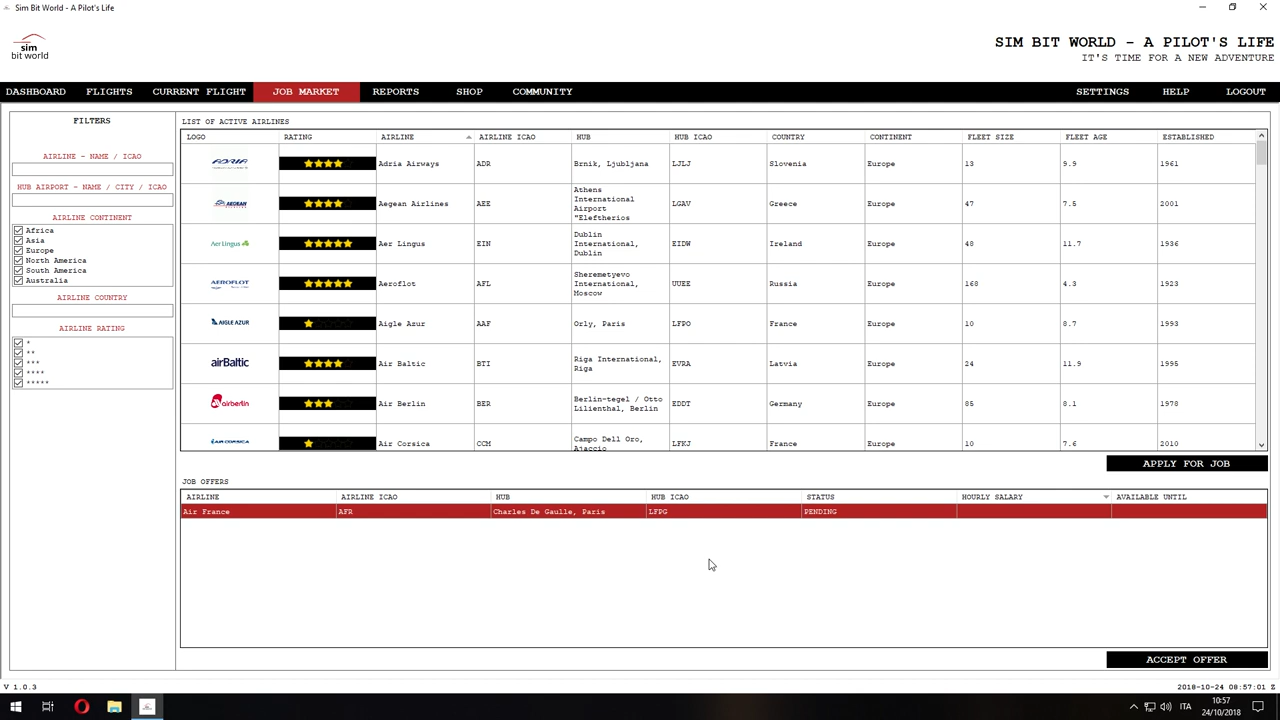 Sim Bit World - A Pilot's Life
sim
bit world
SIM BIT WORLD - A PILOT'S LIFE
IT'S TIME FOR A NEW ADVENTURE
DASHBOARD FLIGHTS CURRENT FLIGHT JOB MARKET REPORTS SHOP COMMUNITY SETTINGS HELP LOGOUT
FILTERS
AIRLINE - NAME / ICAO
HUB AIRPORT - NAME / CITY / ICAO
AIRLINE CONTINENT
Africa
Asia
Europe
North America
South America
Australia
AIRLINE COUNTRY
AIRLINE RATING
*
**
***
****
*****
LIST OF ACTIVE AIRLINES
LOGO RATING AIRLINE AIRLINE ICAO HUB HUB ICAO COUNTRY CONTINENT FLEET SIZE FLEET AGE ESTABLISHED
ADRIA Adria Airways ADR Brnik, Ljubljana LJLJ Slovenia Europe 13 9.9 1961
AEGEAN Aegean Airlines AEE Athens International Airport "Eleftherios LGAV Greece Europe 47 7.5 2001
Aer Lingus Aer Lingus EIN Dublin International, Dublin EIDW Ireland Europe 48 11.7 1936
AEROFLOT Aeroflot AFL Sheremetyevo International, Moscow UUEE Russia Europe 168 4.3 1923
AIGLE AZUR Aigle Azur AAF Orly, Paris LFPO France Europe 10 8.7 1993
airBaltic Air Baltic BTI Riga International, Riga EVRA Latvia Europe 24 11.9 1995
airberlin Air Berlin BER Berlin-tegel / Otto Lilienthal, Berlin EDDT Germany Europe 85 8.1 1978
AIR CORSICA Air Corsica CCM Campo Dell Oro, Ajaccio LFKJ France Europe 10 7.6 2010
APPLY FOR JOB
JOB OFFERS
AIRLINE AIRLINE ICAO HUB HUB ICAO STATUS HOURLY SALARY AVAILABLE UNTIL
Air France AFR Charles De Gaulle, Paris LFPG PENDING
ACCEPT OFFER
V 1.0.3
2018-10-24 08:57:01 Z
ITA
10:57
24/10/2018